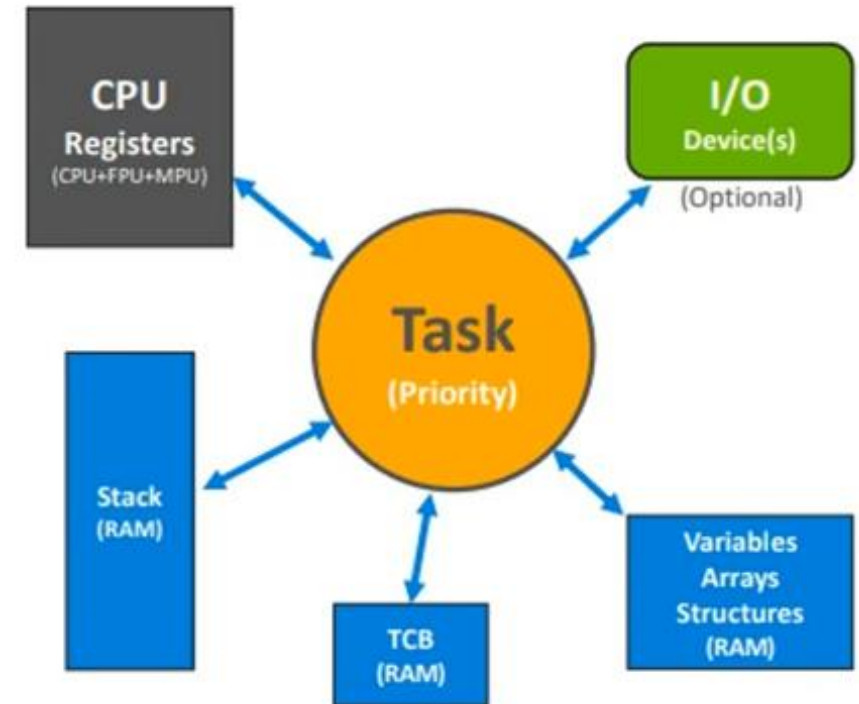 CPU
Registers
(CPU+FPU+MPU)
I/O
Device(s)
(Optional)
Task
(Priority)
Stack
(RAM)
TCB
(RAM)
Variables
Arrays
Structures
(RAM)